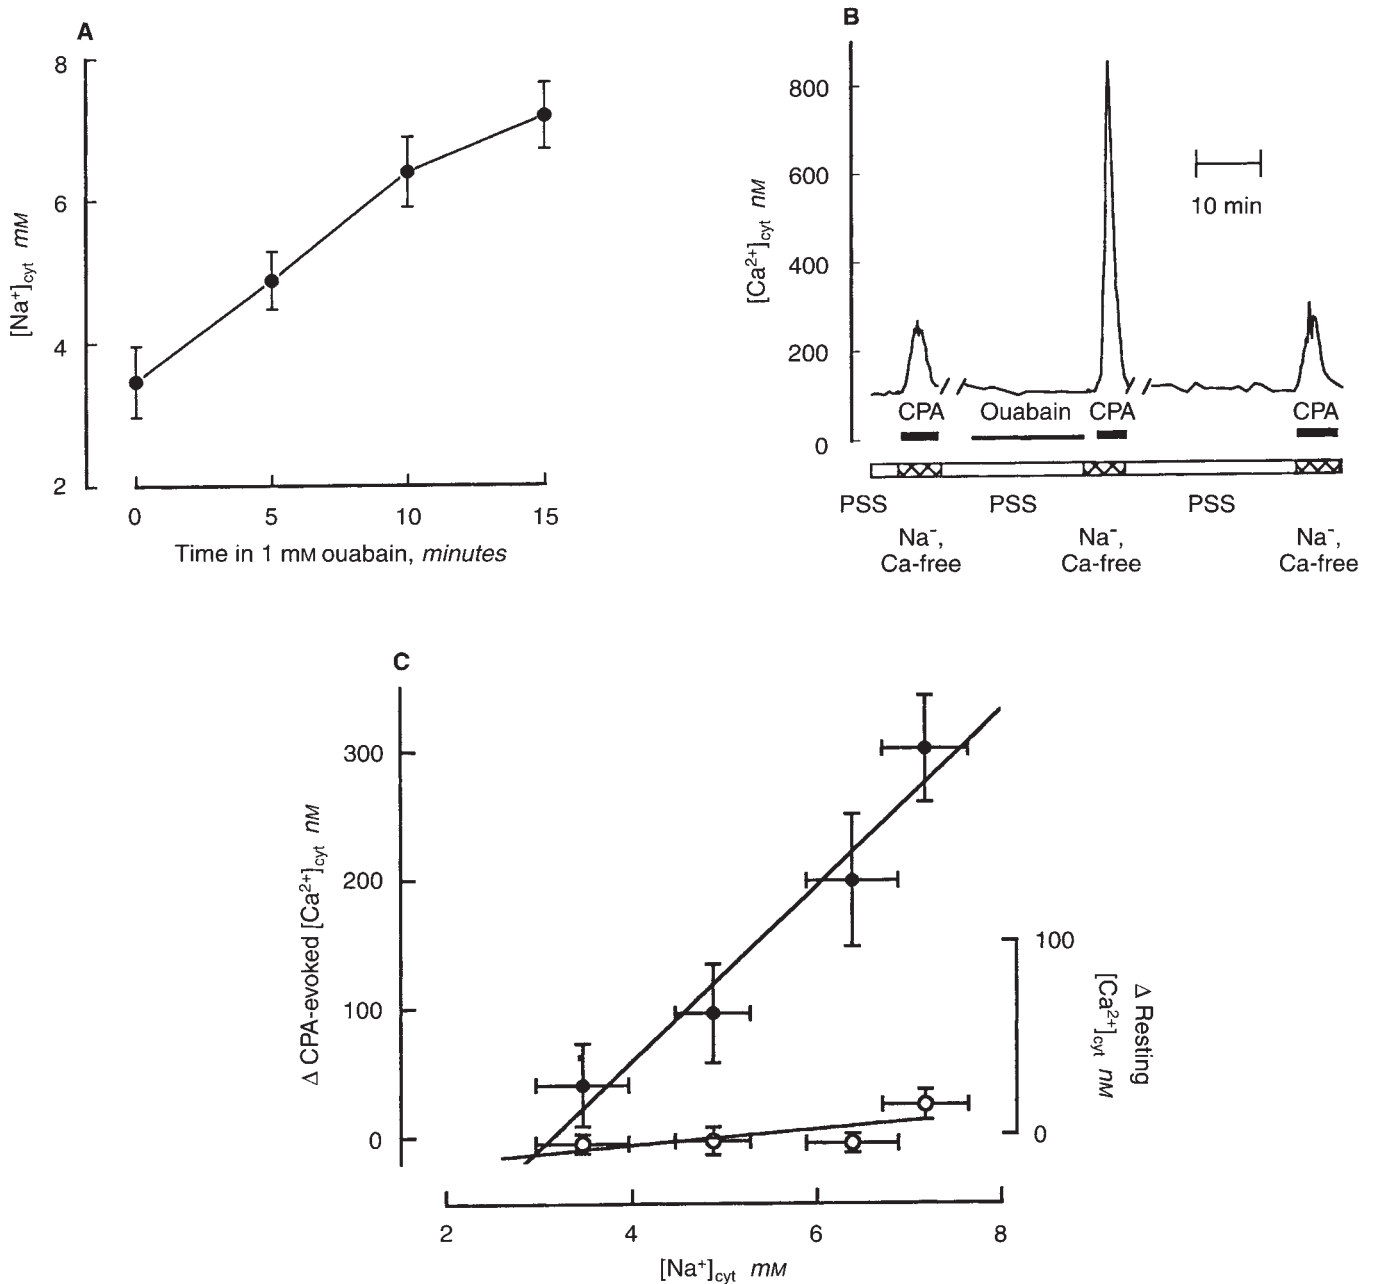 A
8
6
4
2
[Na+]cyt mM
0 5 10 15
Time in 1 mM ouabain, minutes
B
800
600
400
200
0
[Ca2+]cyt nM
10 min
CPA Ouabain CPA CPA
PSS PSS PSS
Na-, Na-, Na-,
Ca-free Ca-free Ca-free
C
300
200
100
0
Δ CPA-evoked [Ca2+]cyt nM
100
0
Δ Resting
[Ca2+]cyt nM
2 4 6 8
[Na+]cyt mM